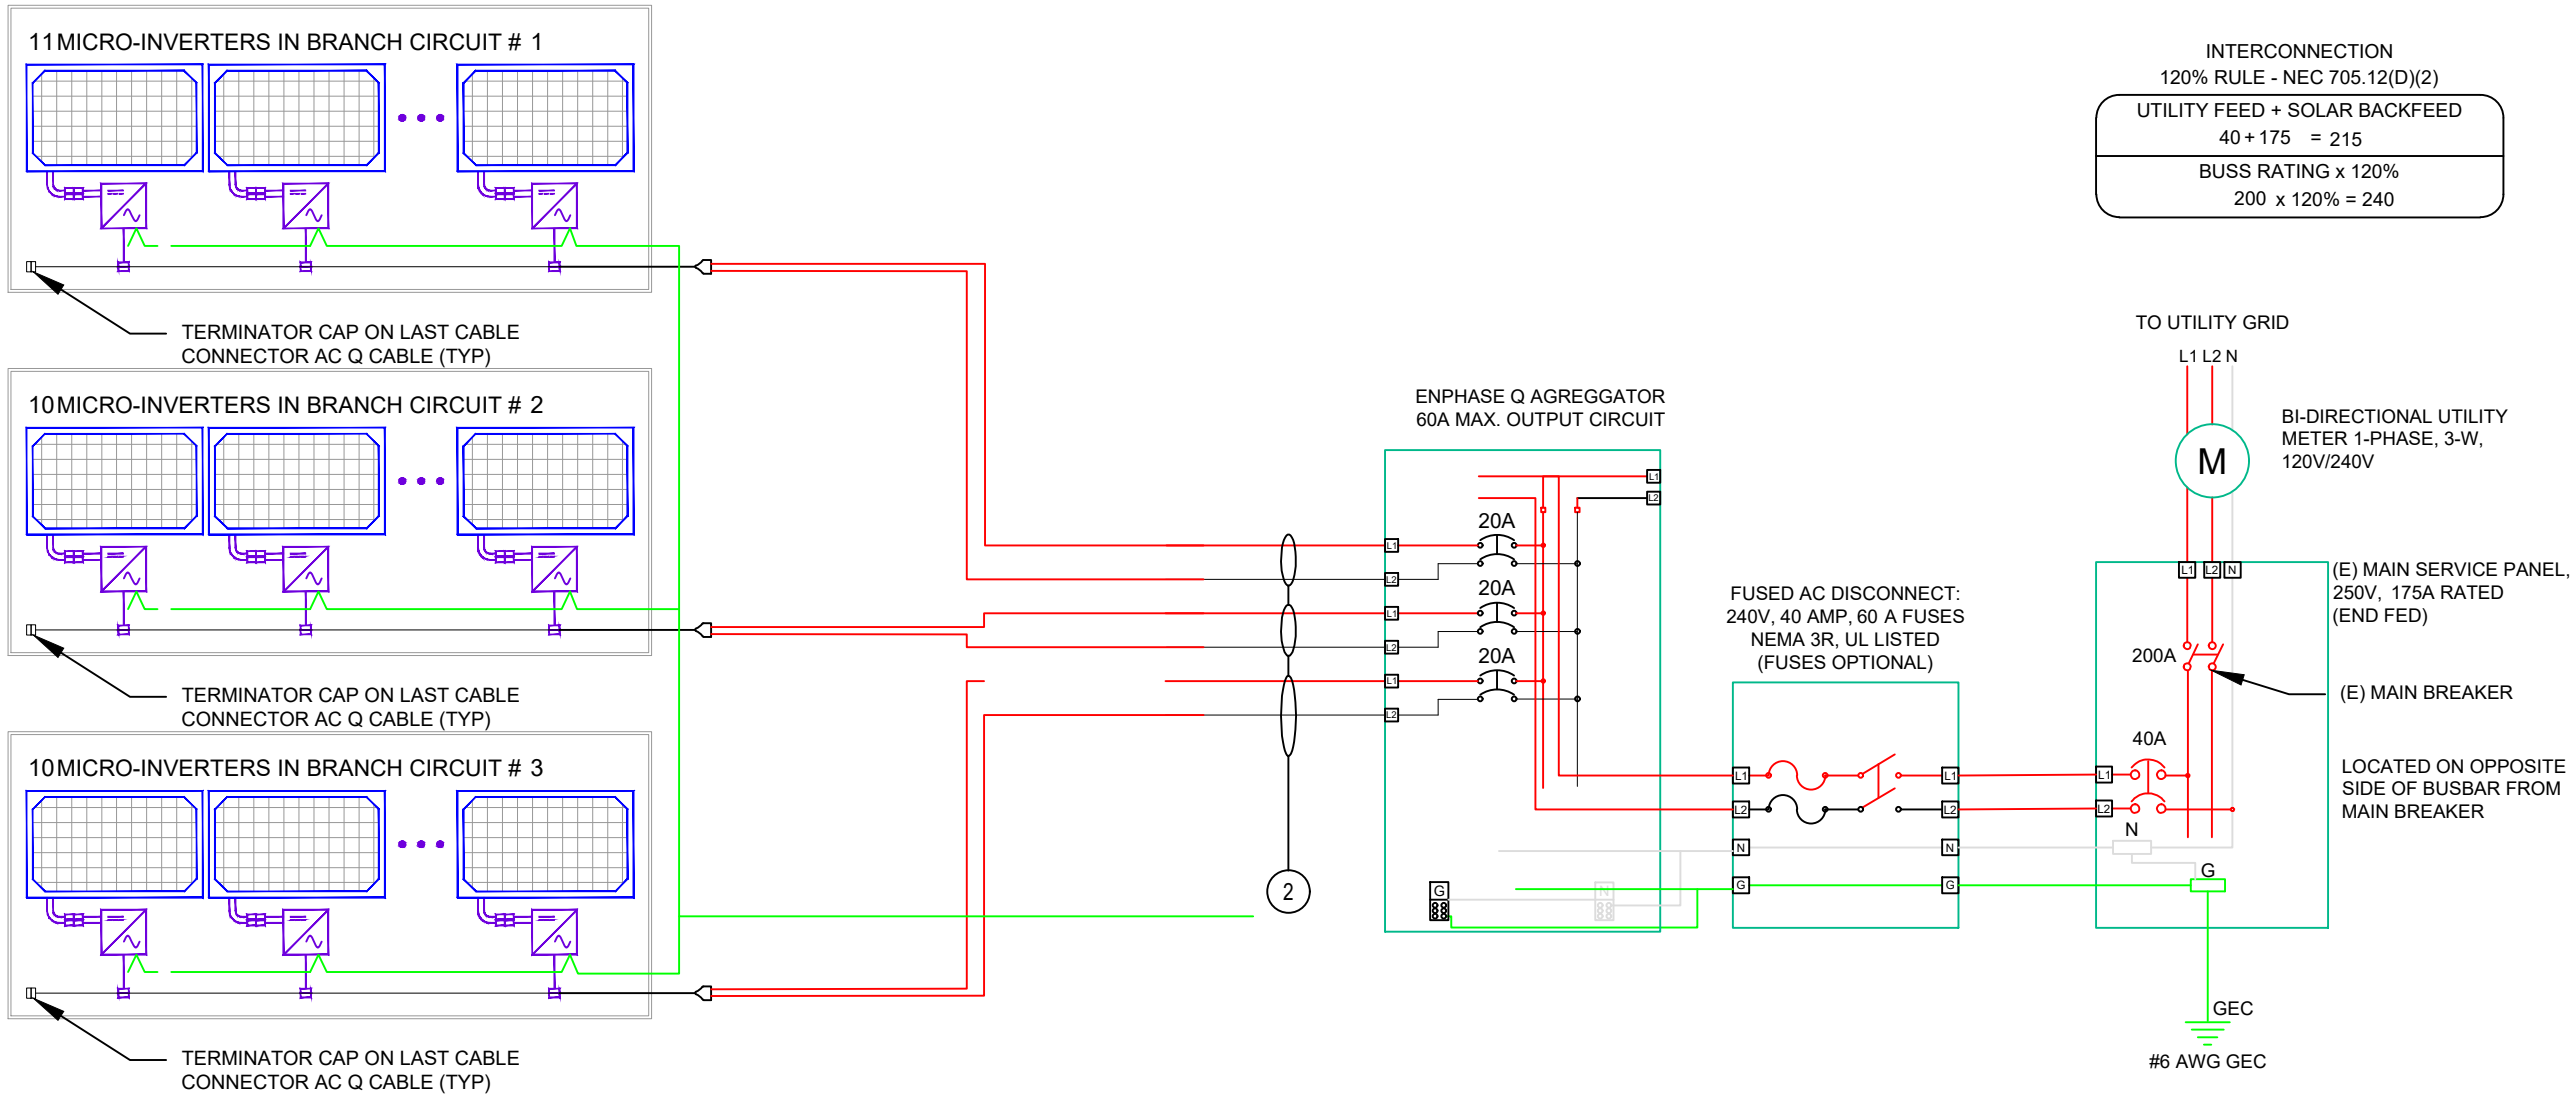 11 MICRO-INVERTERS IN BRANCH CIRCUIT # 1
TERMINATOR CAP ON LAST CABLE
CONNECTOR AC Q CABLE (TYP)
10 MICRO-INVERTERS IN BRANCH CIRCUIT # 2
TERMINATOR CAP ON LAST CABLE
CONNECTOR AC Q CABLE (TYP)
10 MICRO-INVERTERS IN BRANCH CIRCUIT # 3
TERMINATOR CAP ON LAST CABLE
CONNECTOR AC Q CABLE (TYP)
2
ENPHASE Q AGREGGATOR
60A MAX. OUTPUT CIRCUIT
L1
L2
20A
L1
L2
20A
L1
L2
20A
L1
L2
G
N
FUSED AC DISCONNECT:
240V, 40 AMP, 60 A FUSES
NEMA 3R, UL LISTED
(FUSES OPTIONAL)
L1
L1
L2
L2
N
N
G
G
INTERCONNECTION
120% RULE - NEC 705.12(D)(2)
UTILITY FEED + SOLAR BACKFEED
40 + 175 = 215
BUSS RATING x 120%
200 x 120% = 240
TO UTILITY GRID
L1 L2 N
M
BI-DIRECTIONAL UTILITY
METER 1-PHASE, 3-W,
120V/240V
L1 L2 N
(E) MAIN SERVICE PANEL,
250V, 175A RATED
(END FED)
200A
(E) MAIN BREAKER
40A
L1
L2
LOCATED ON OPPOSITE
SIDE OF BUSBAR FROM
MAIN BREAKER
N
G
GEC
#6 AWG GEC